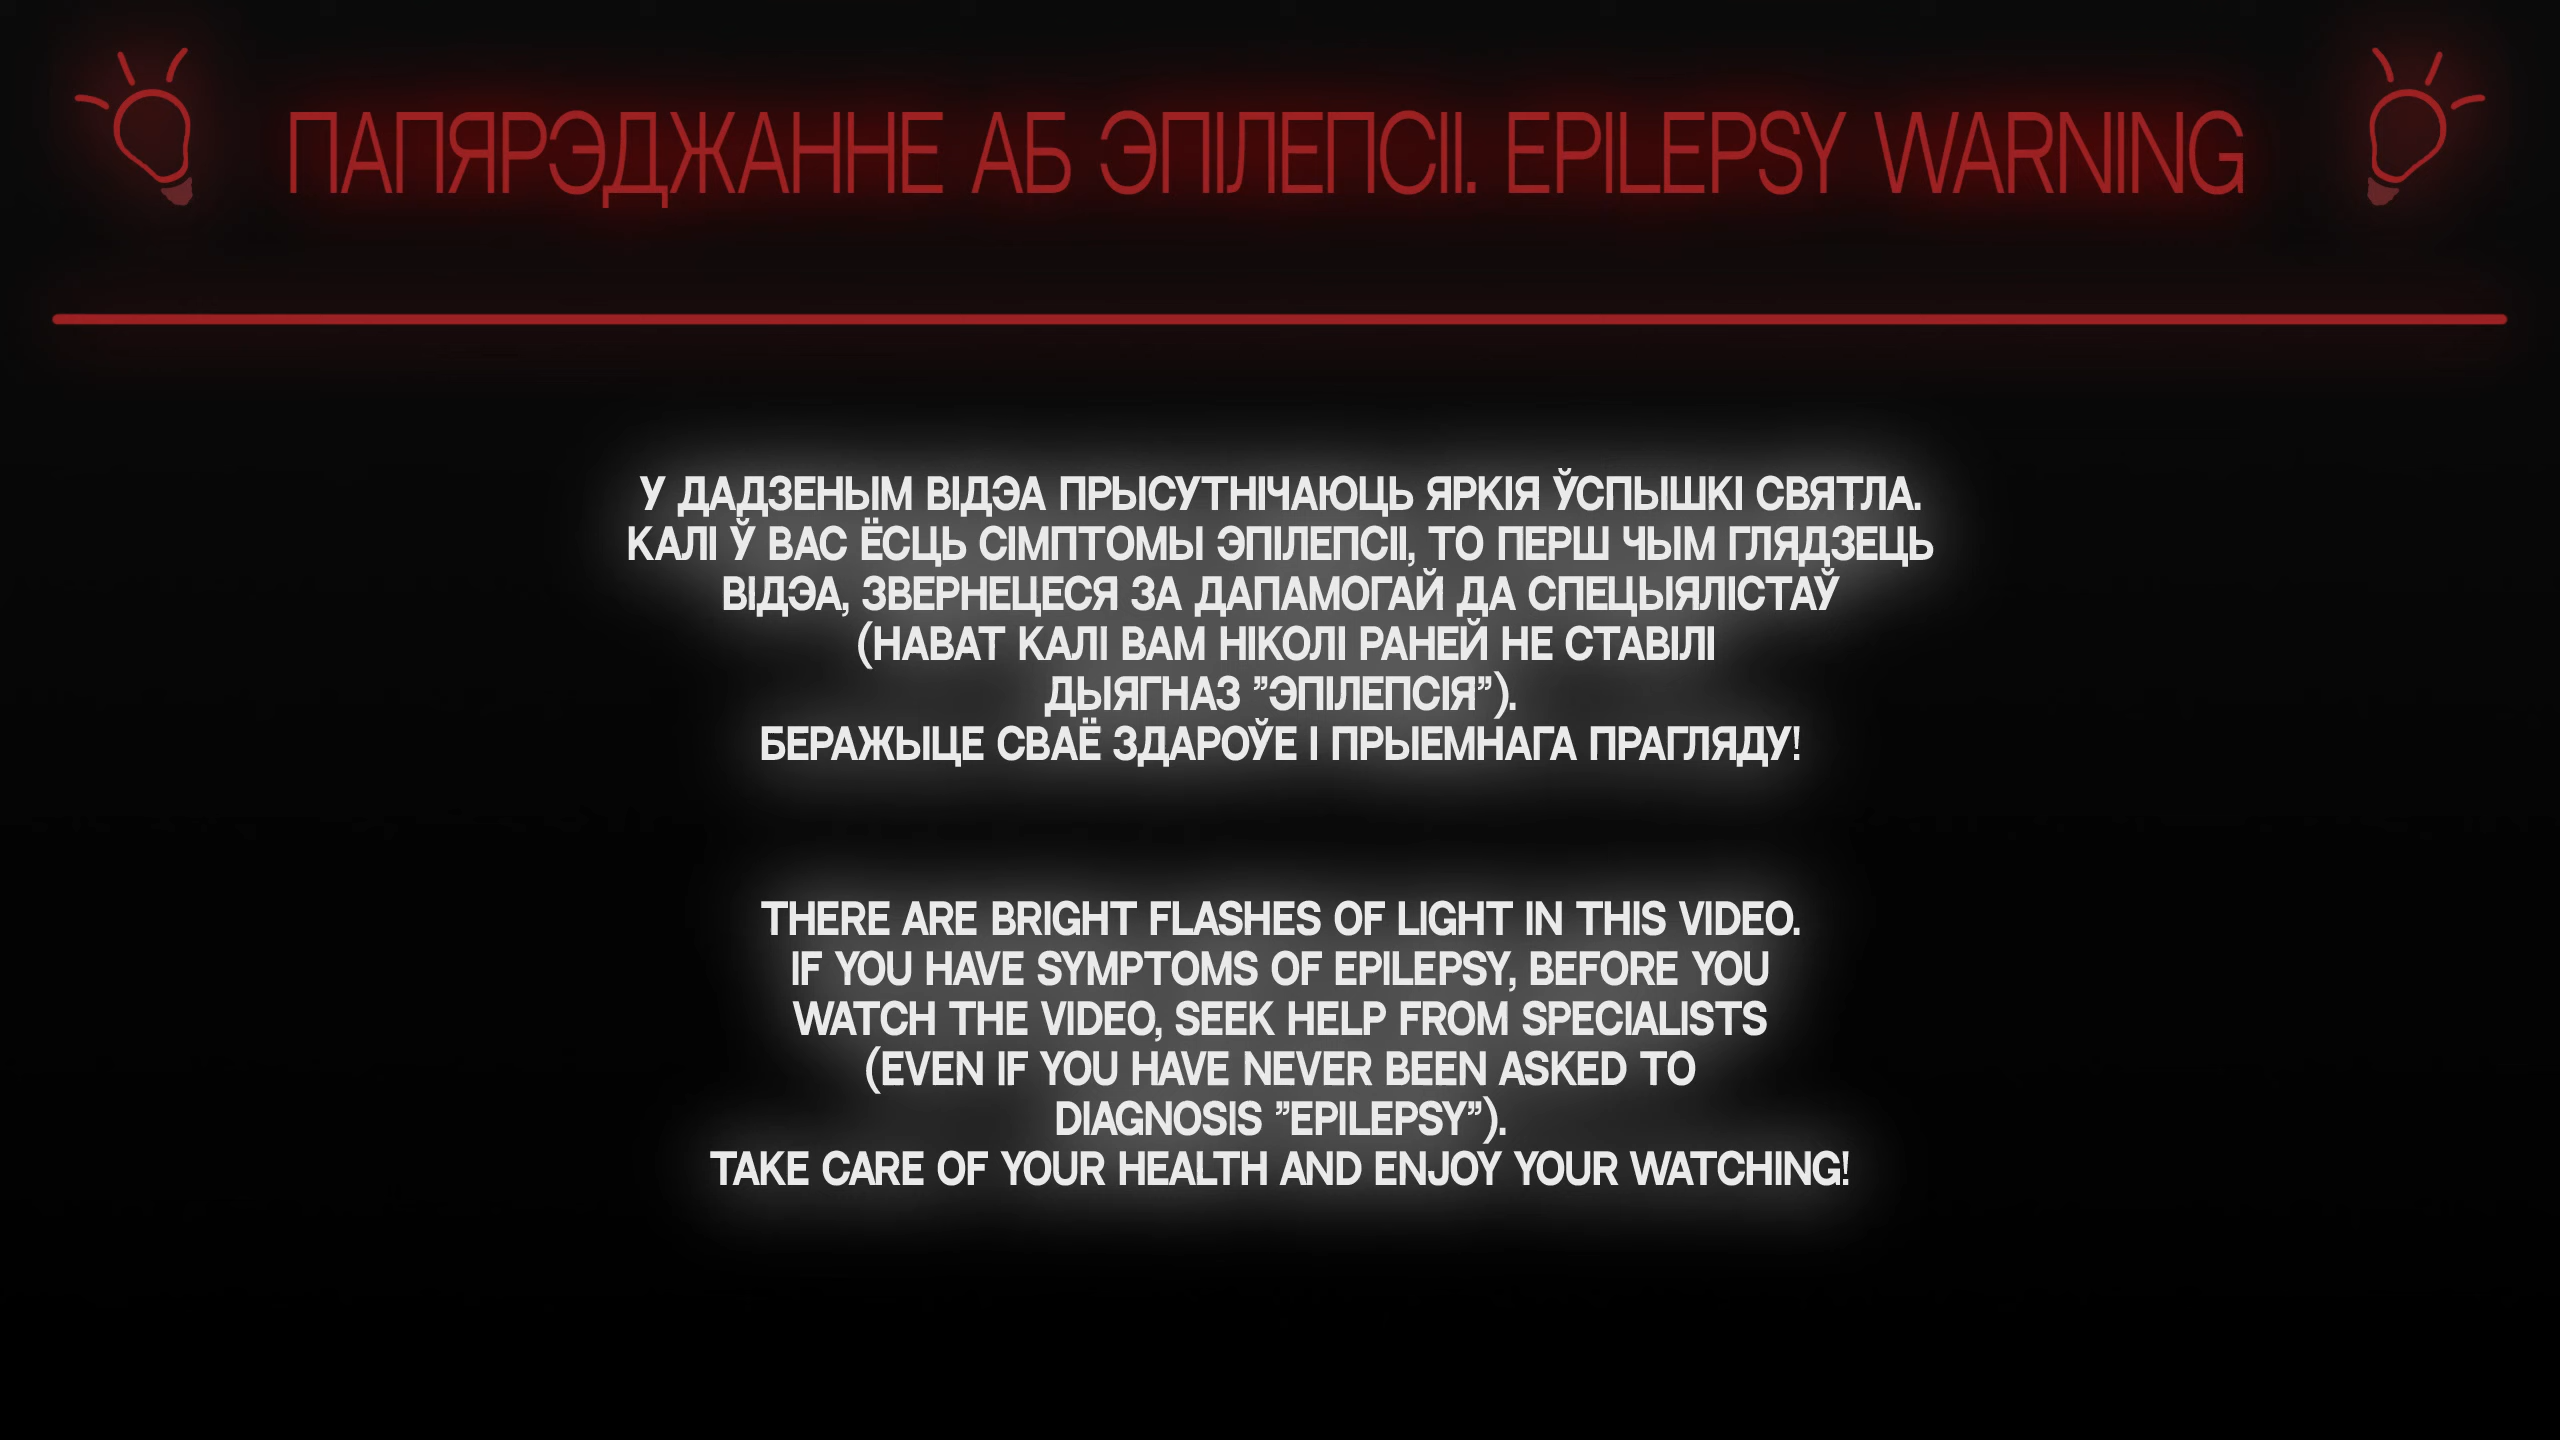 ПАПЯРЭДЖАННЕ АБ ЭПІЛЕПСІІ. EPILEPSY WARNIING
У ДАДЗЕНЫМ ВІДЭА ПРЫСУТНІЧАЮЦЬ ЯРКІЯ ЎСПЫШКІ СВЯТЛА.
КАЛІ Ў ВАС ЁСЦЬ СІМПТОМЫ ЭПІЛЕПСІІ, ТО ПЕРШ ЧЫМ ГЛЯДЗЕЦЬ
ВІДЭА, ЗВЕРНЕЦЕСЯ ЗА ДАПАМОГАЙ ДА СПЕЦЫЯЛІСТАЎ
(НАВАТ КАЛІ ВАМ НІКОЛІ РАНЕЙ НЕ СТАВІЛІ
ДЫЯГНАЗ ”ЭПІЛЕПСІЯ”).
БЕРАЖЫЦЕ СВАЁ ЗДАРОЎЕ І ПРЫЕМНАГА ПРАГЛЯДУ!
THERE ARE BRIGHT FLASHES OF LIGHT IN THIS VIDEO.
IF YOU HAVE SYMPTOMS OF EPILEPSY, BEFORE YOU
WATCH THE VIDEO, SEEK HELP FROM SPECIALISTS
(EVEN IF YOU HAVE NEVER BEEN ASKED TO
DIAGNOSIS ”EPILEPSY”).
TAKE CARE OF YOUR HEALTH AND ENJOY YOUR WATCHING!